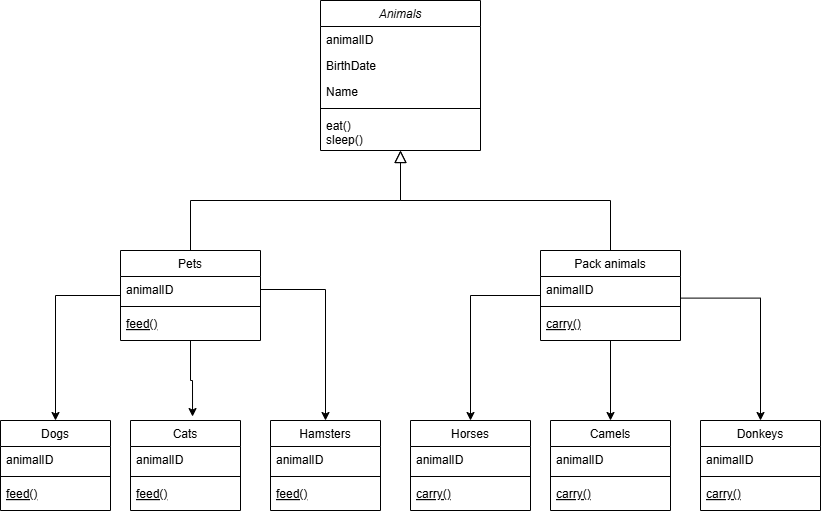 Animals
animalID
BirthDate
Name
eat()
sleep()
Pets
animalID
feed()
Pack animals
animalID
carry()
Dogs
animalID
feed()
Cats
animalID
feed()
Hamsters
animalID
feed()
Horses
animalID
carry()
Camels
animalID
carry()
Donkeys
animalID
carry()